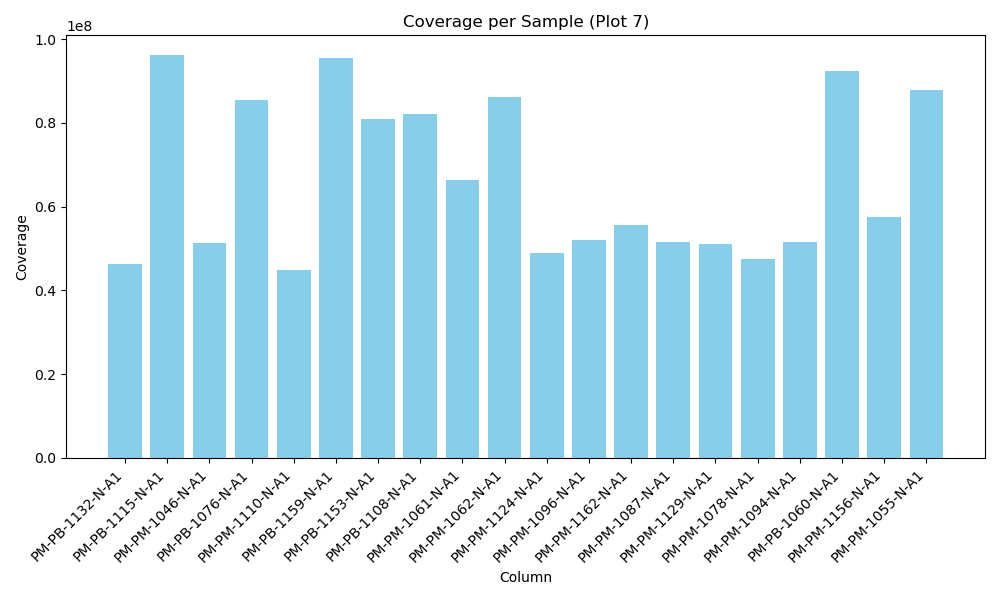 Coverage per Sample (Plot 7)
1e8
1.0
0.8
0.6
0.4
0.2
0.0
Coverage
PM-PB-1132-N-A1
PM-PB-1115-N-A1
PM-PM-1046-N-A1
PM-PB-1076-N-A1
PM-PM-1110-N-A1
PM-PB-1159-N-A1
PM-PB-1153-N-A1
PM-PB-1108-N-A1
PM-PM-1061-N-A1
PM-PM-1062-N-A1
PM-PM-1124-N-A1
PM-PM-1096-N-A1
PM-PM-1162-N-A1
PM-PM-1087-N-A1
PM-PM-1129-N-A1
PM-PM-1078-N-A1
PM-PM-1094-N-A1
PM-PB-1060-N-A1
PM-PM-1156-N-A1
PM-PM-1055-N-A1
Column